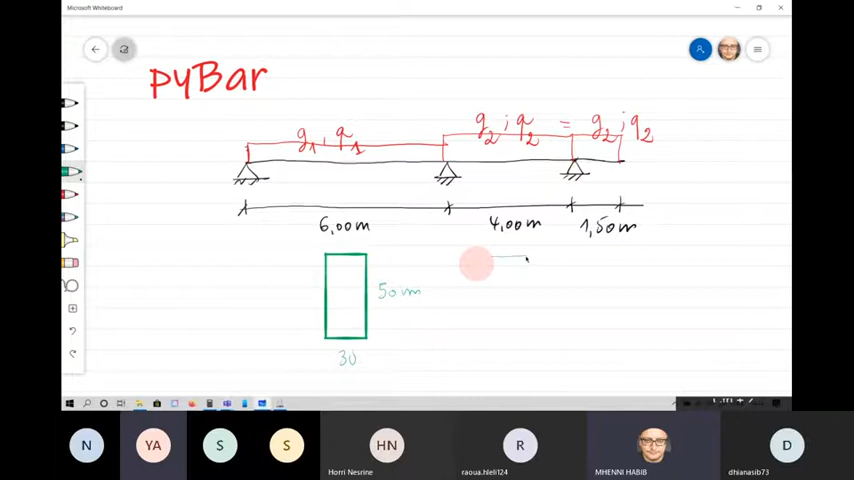 Microsoft Whiteboard
pyBar
g1, q1
g2; q2 = g2; q2
6,00m
4,00m
1,50m
50 cm
30
N
YA
S
S
HN
R
D
Horri Nesrine
raoua.hleli124
MHENNI HABIB
dhianasib73